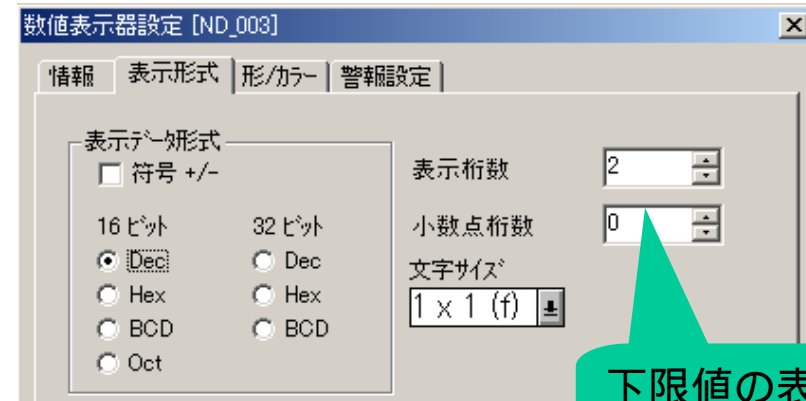 数値表示器設定 [ND_003]
情報 表示形式 形/カラー 警報設定
表示データ形式
符号 +/-
表示桁数 2
16 ビット 32 ビット
小数点桁数 0
Dec Dec
文字サイズ
Hex Hex
1 x 1 (f)
BCD BCD
Oct
下限値の表